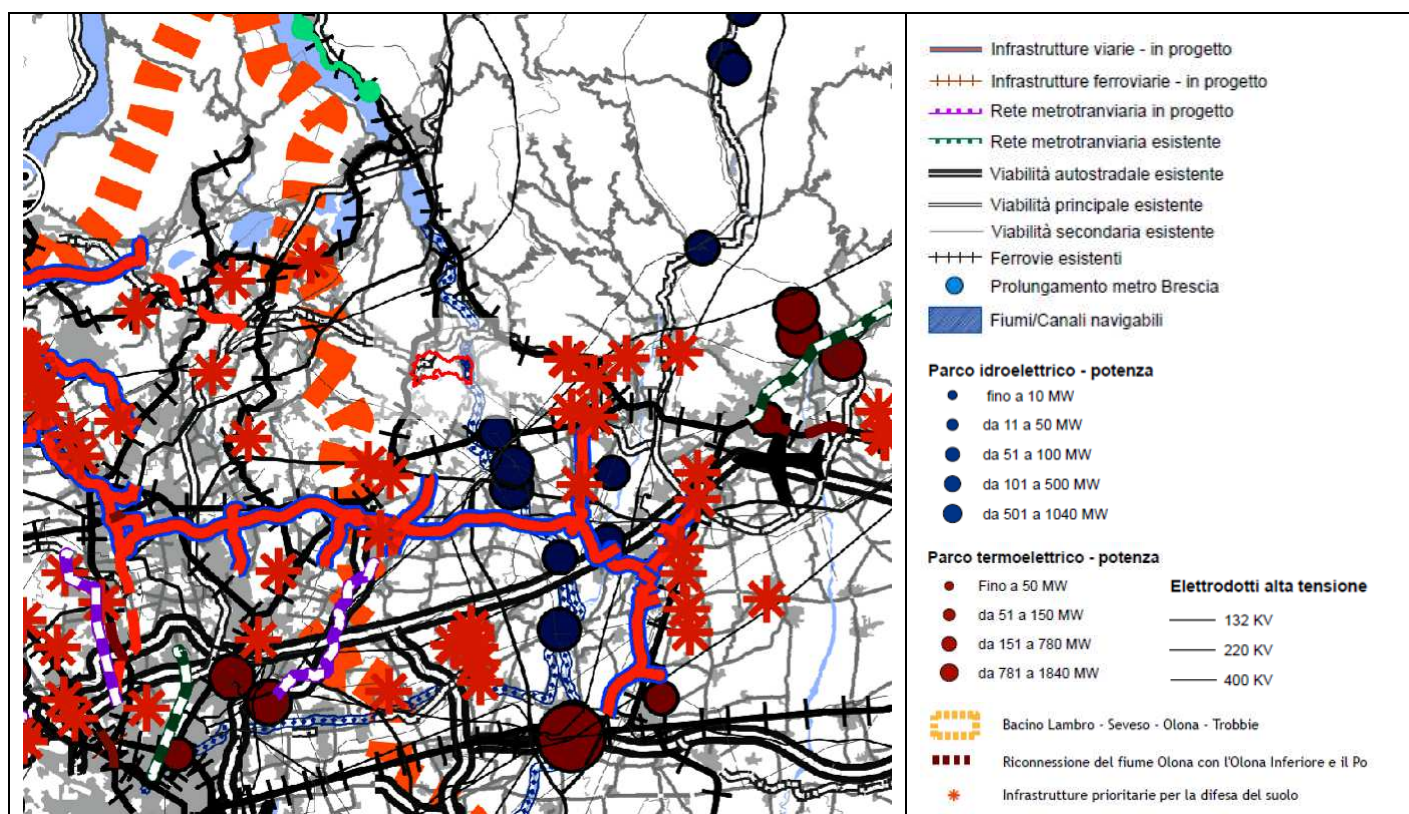 Infrastrutture viarie - in progetto
Infrastrutture ferroviarie - in progetto
Rete metrotranviaria in progetto
Rete metrotranviaria esistente
Viabilità autostradale esistente
Viabilità principale esistente
Viabilità secondaria esistente
Ferrovie esistenti
Prolungamento metro Brescia
Fiumi/Canali navigabili
Parco idroelettrico - potenza
fino a 10 MW
da 11 a 50 MW
da 51 a 100 MW
da 101 a 500 MW
da 501 a 1040 MW
Parco termoelettrico - potenza
Fino a 50 MW
da 51 a 150 MW
da 151 a 780 MW
da 781 a 1840 MW
Elettrodotti alta tensione
132 KV
220 KV
400 KV
Bacino Lambro - Seveso - Olona - Trobbie
Riconnessione del fiume Olona con l'Olona Inferiore e il Po
Infrastrutture prioritarie per la difesa del suolo